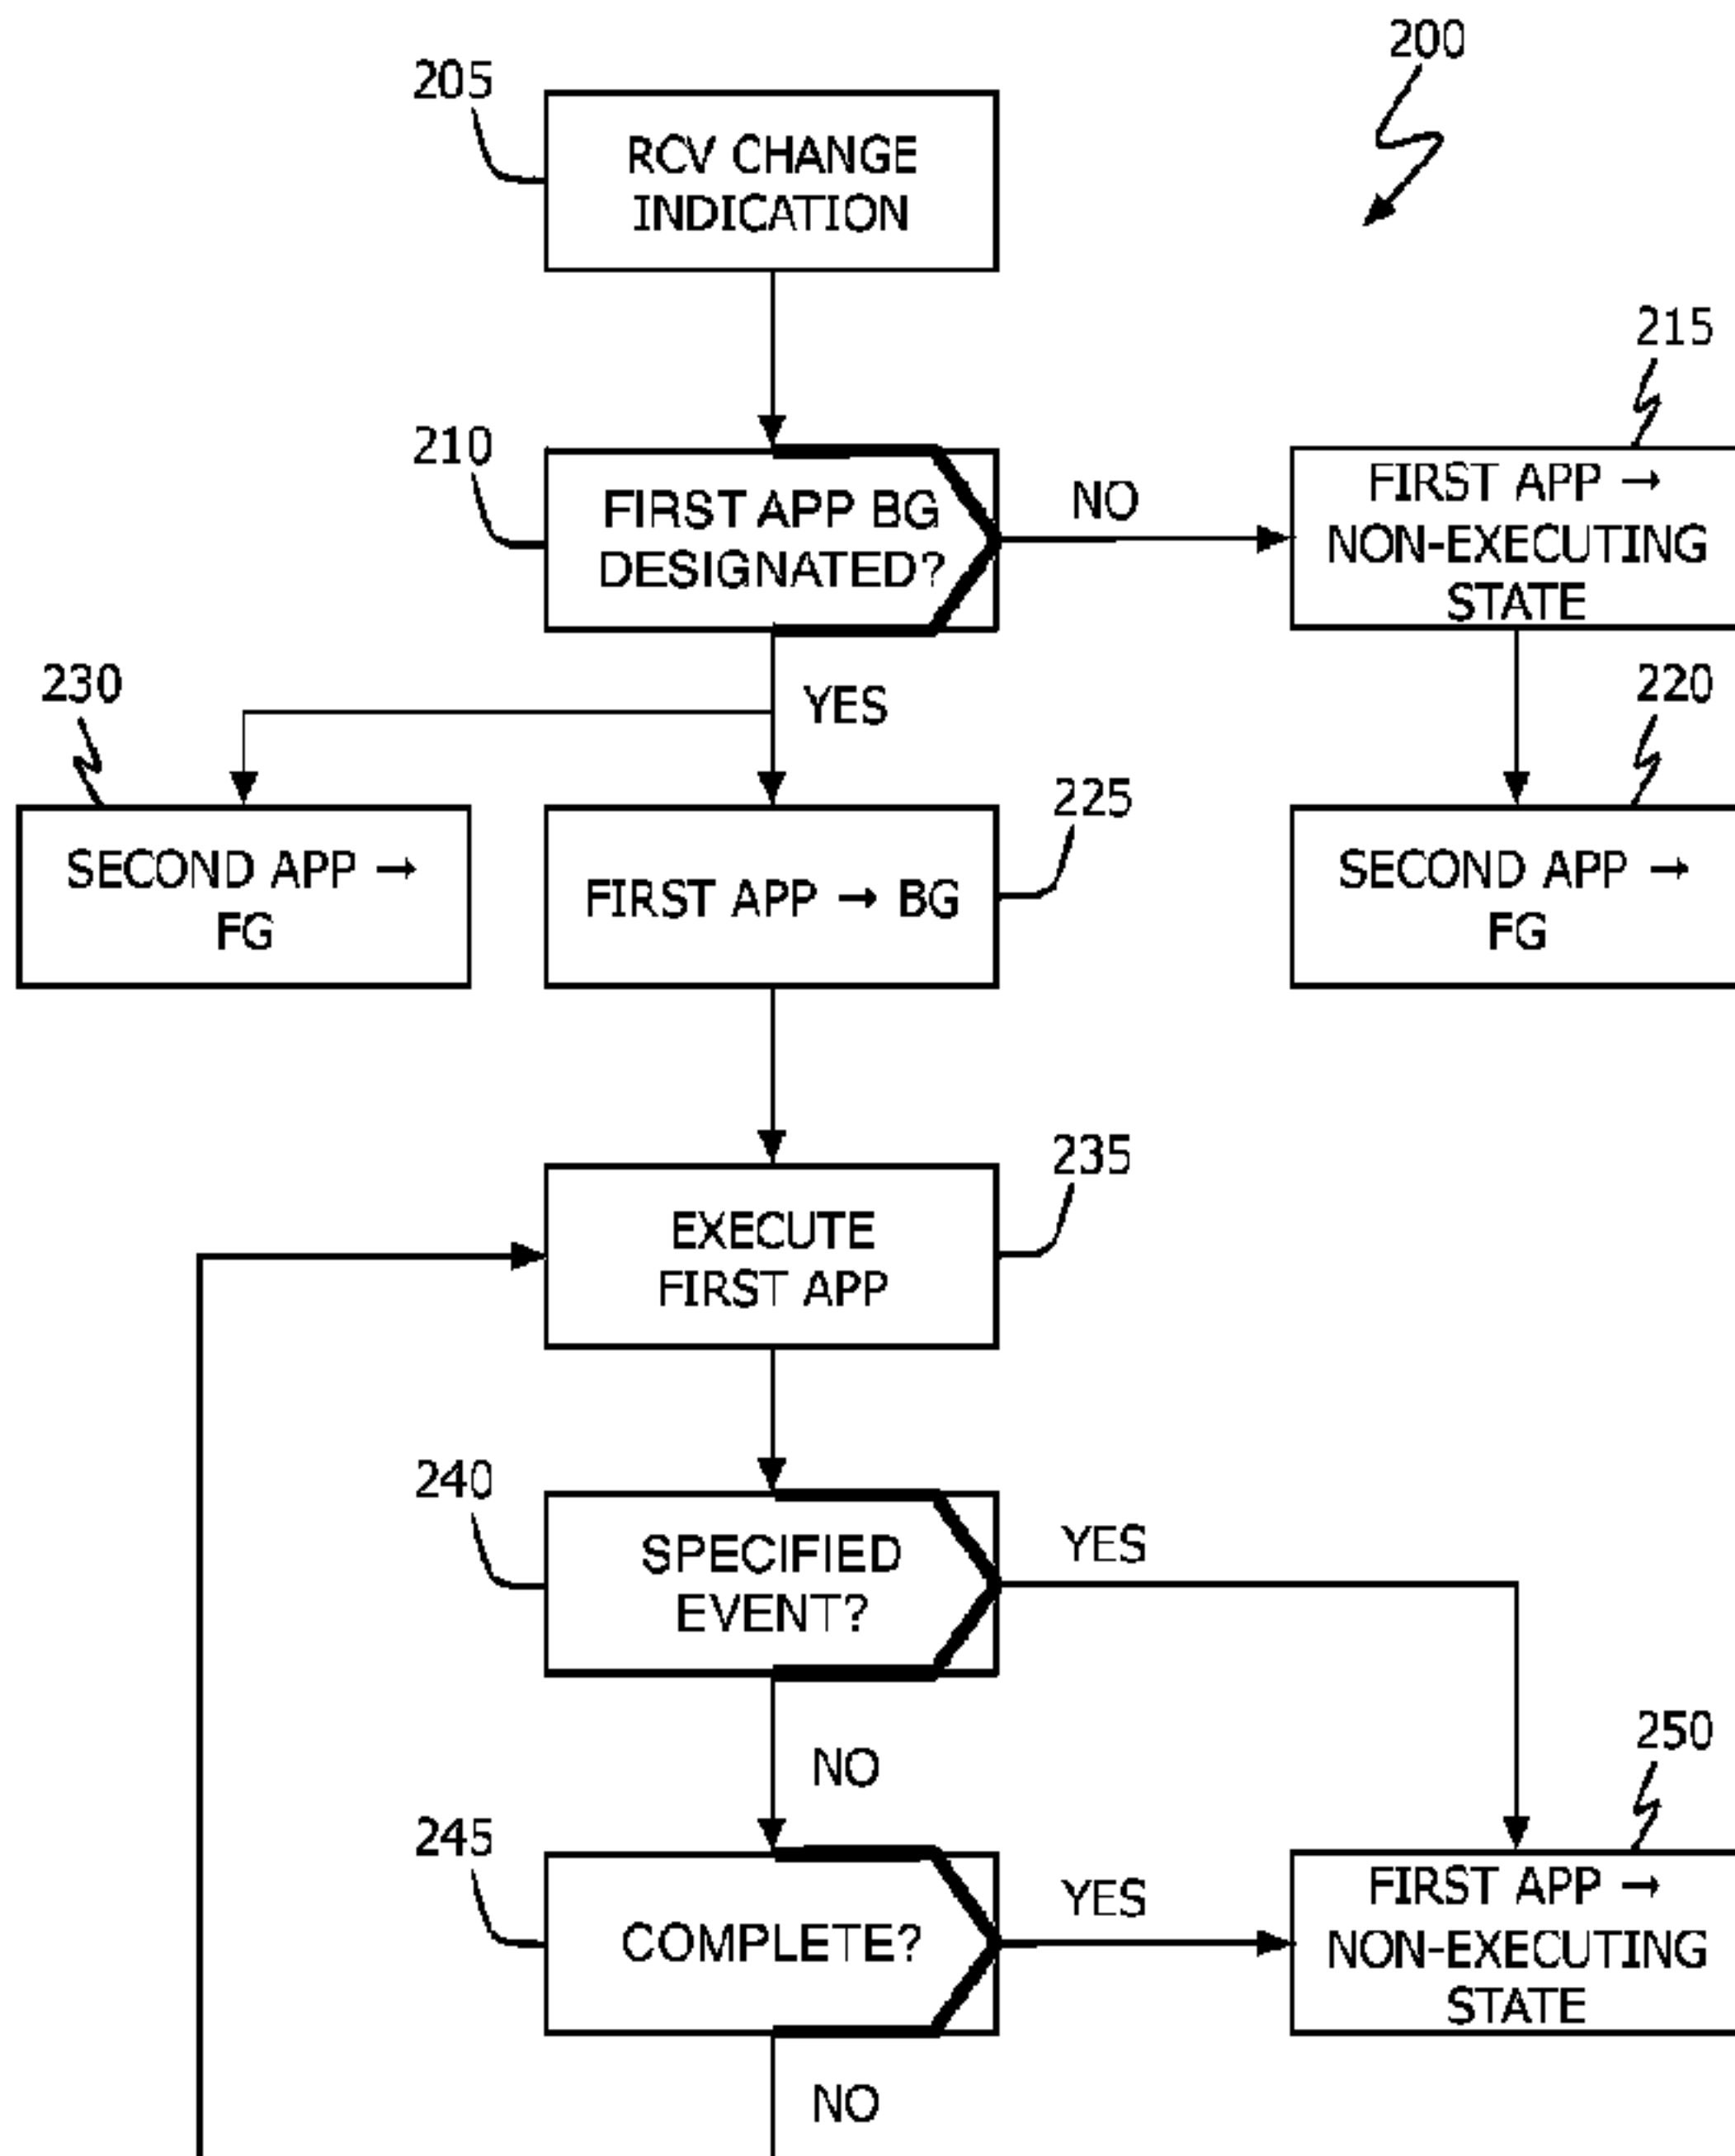 200
205
RCV CHANGE
INDICATION
215
210
FIRST APP BG
DESIGNATED?
NO
FIRST APP →
NON-EXECUTING
STATE
230
YES
220
225
SECOND APP →
FG
FIRST APP → BG
SECOND APP →
FG
235
EXECUTE
FIRST APP
240
SPECIFIED
EVENT?
YES
NO
250
245
COMPLETE?
YES
FIRST APP →
NON-EXECUTING
STATE
NO